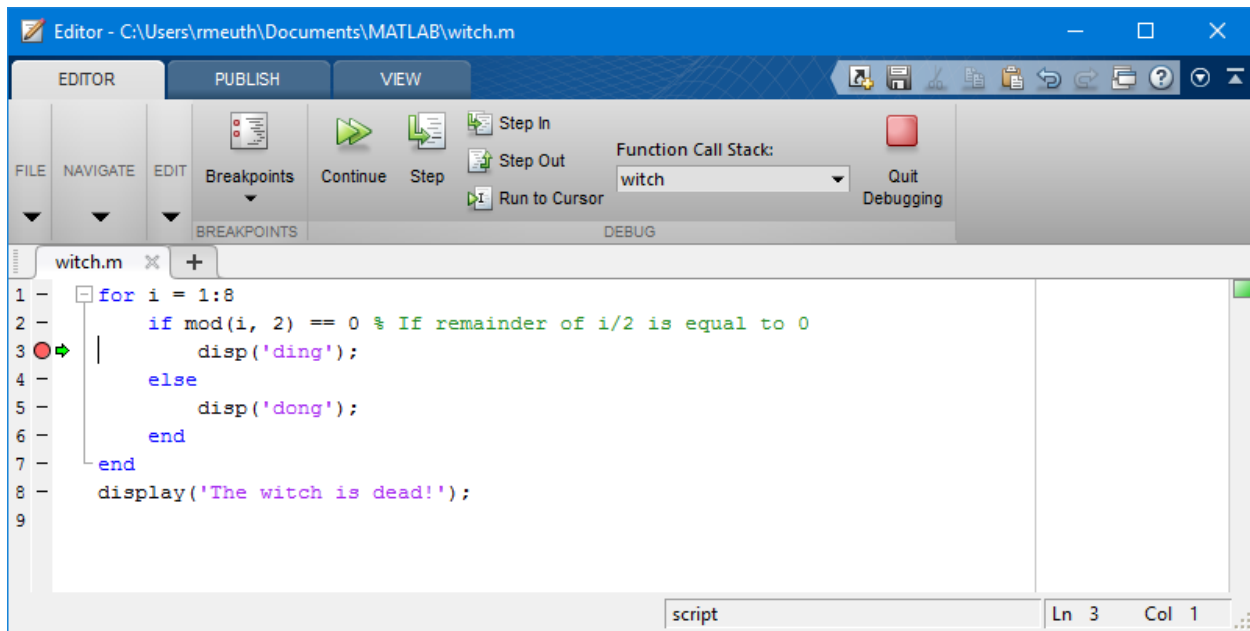 Editor - C:\Users\rmeuth\Documents\MATLAB\witch.m
EDITOR PUBLISH VIEW
FILE NAVIGATE EDIT Breakpoints Continue Step Step In Step Out Run to Cursor Function Call Stack: witch Quit Debugging
BREAKPOINTS DEBUG
witch.m
1 for i = 1:8
2 if mod(i, 2) == 0 % If remainder of i/2 is equal to 0
3 disp('ding');
4 else
5 disp('dong');
6 end
7 end
8 display('The witch is dead!');
9
script Ln 3 Col 1